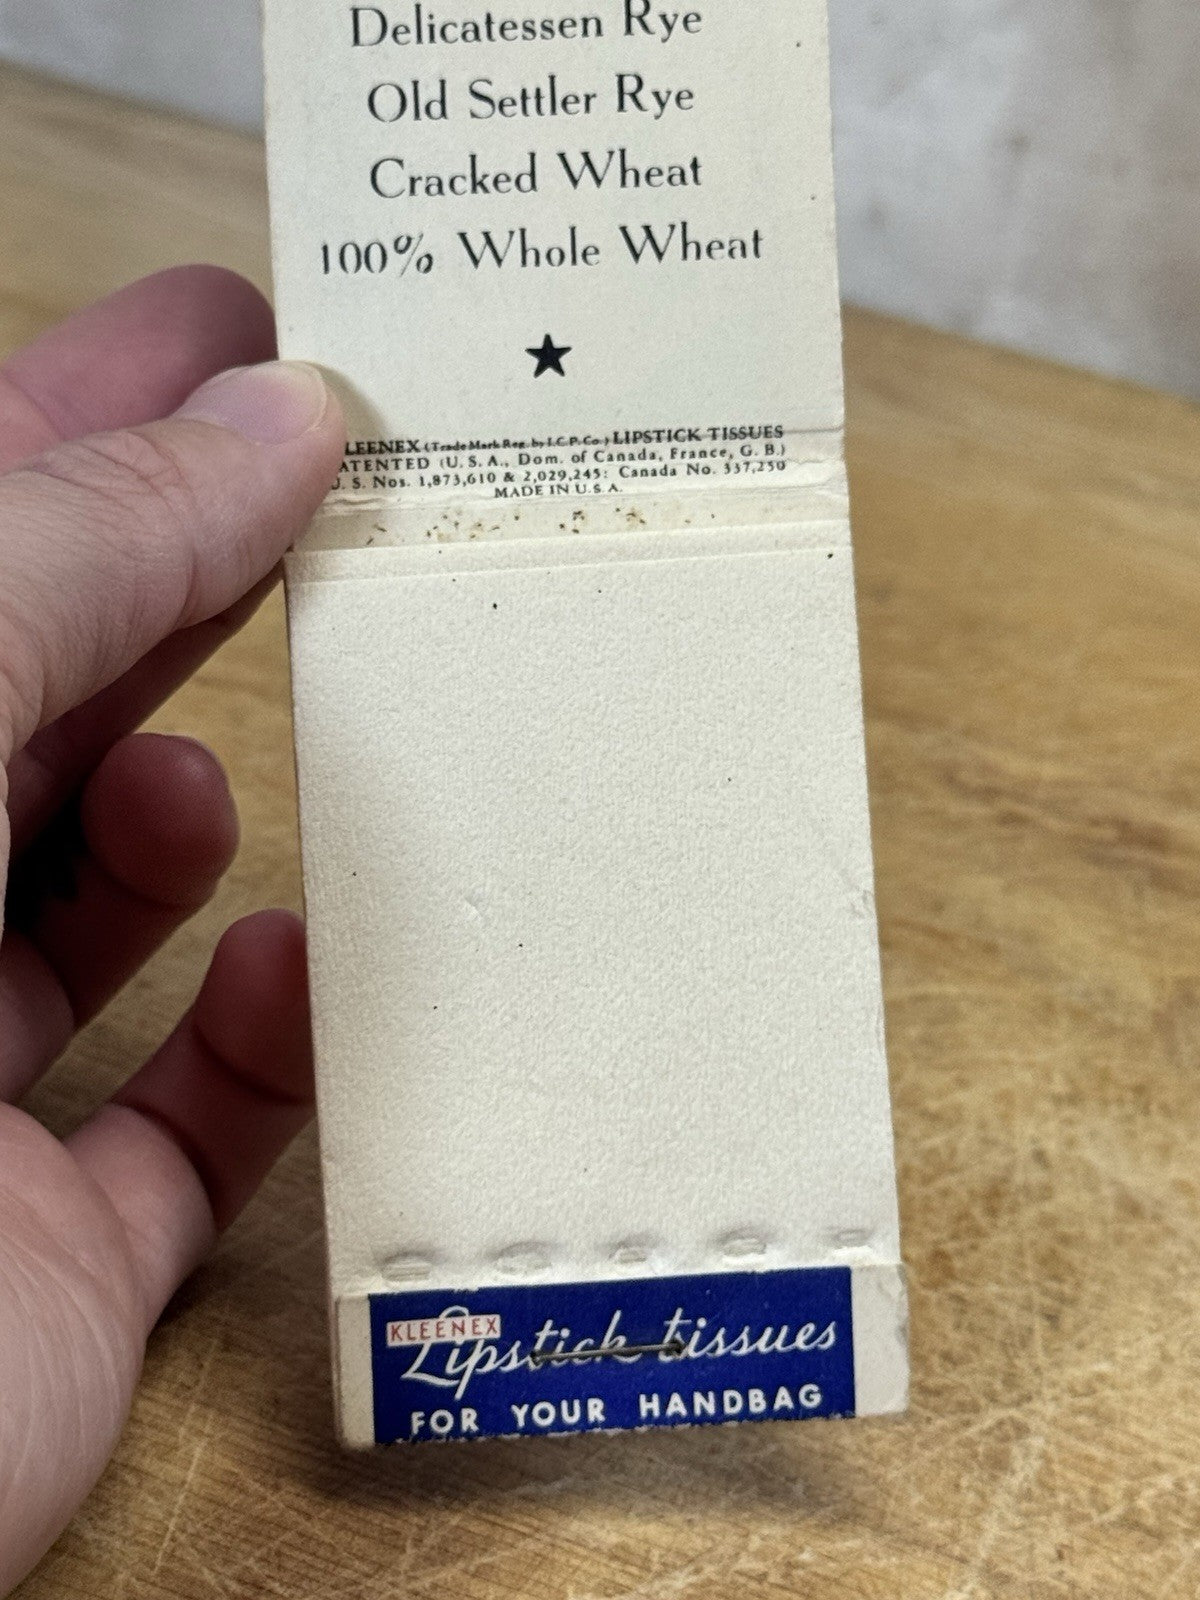 Delicatessen Rye
Old Settler Rye
Cracked Wheat
100% Whole Wheat
LEENEX (Trade Mark Reg. by I.C.P. Co.) LIPSTICK TISSUES
ATENTED (U. S. A., Dom. of Canada, France, G. B.)
U. S. Nos. 1,873,610 & 2,029,245: Canada No. 337,250
MADE IN U.S.A.
KLEENEX
Lipstick tissues
FOR YOUR HANDBAG